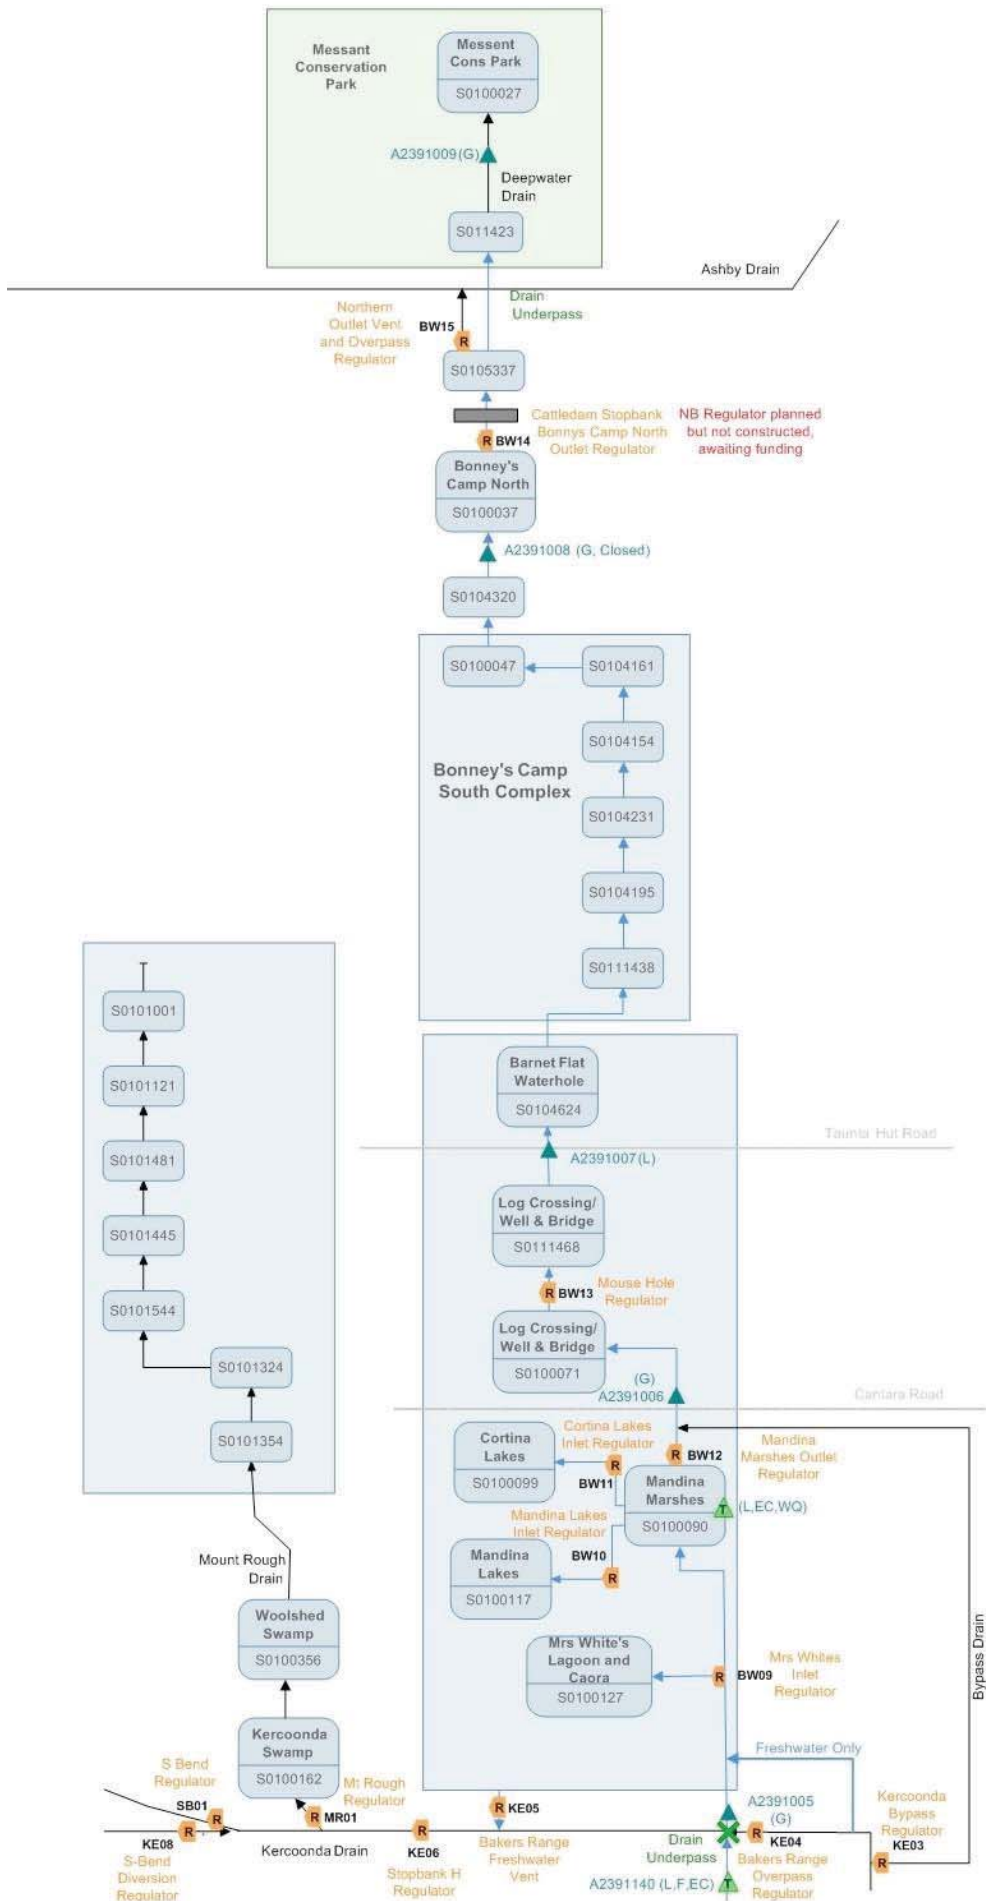 Messant
Conservation
Park
Messent
Cons Park
S0100027
A2391009(G)
Deepwater
Drain
S011423
Ashby Drain
Northern
Outlet Vent
and Overpass
Regulator
BW15
R
Drain
Underpass
S0105337
Cattledam Stopbank
Bonnys Camp North
Outlet Regulator
R
BW14
NB Regulator planned
but not constructed,
awaiting funding
Bonney's
Camp North
S0100037
A2391008 (G, Closed)
S0104320
S0100047
S0104161
S0104154
Bonney's Camp
South Complex
S0104231
S0104195
S0111438
S0101001
S0101121
S0101481
S0101445
S0101544
S0101324
S0101354
Barnet Flat
Waterhole
S0104624
Taunta Hut Road
A2391007(L)
Log Crossing/
Well & Bridge
S0111468
R
BW13
Mouse Hole
Regulator
Log Crossing/
Well & Bridge
S0100071
(G)
A2391006
Cantara Road
Cortina Lakes
Inlet Regulator
R
BW11
Cortina
Lakes
S0100099
R
BW12
Mandina
Marshes Outlet
Regulator
Mandina
Marshes
S0100090
T
(L,EC,WQ)
Mandina Lakes
Inlet Regulator
BW10
R
Mandina
Lakes
S0100117
Mrs White's
Lagoon and
Caora
S0100127
R
BW09
Mrs Whites
Inlet
Regulator
Bypass Drain
Freshwater Only
Mount Rough
Drain
Woolshed
Swamp
S0100356
Kercoonda
Swamp
S0100162
S Bend
Regulator
SB01
R
Mt Rough
Regulator
R
MR01
KE08
R
S-Bend
Diversion
Regulator
Kercoonda Drain
R
KE06
Stopbank H
Regulator
R
KE05
Bakers Range
Freshwater
Vent
A2391005
(G)
R
KE04
Drain
Underpass
Bakers Range
Overpass
Regulator
A2391140 (L,F,EC)
T
Kercoonda
Bypass
Regulator
KE03
R